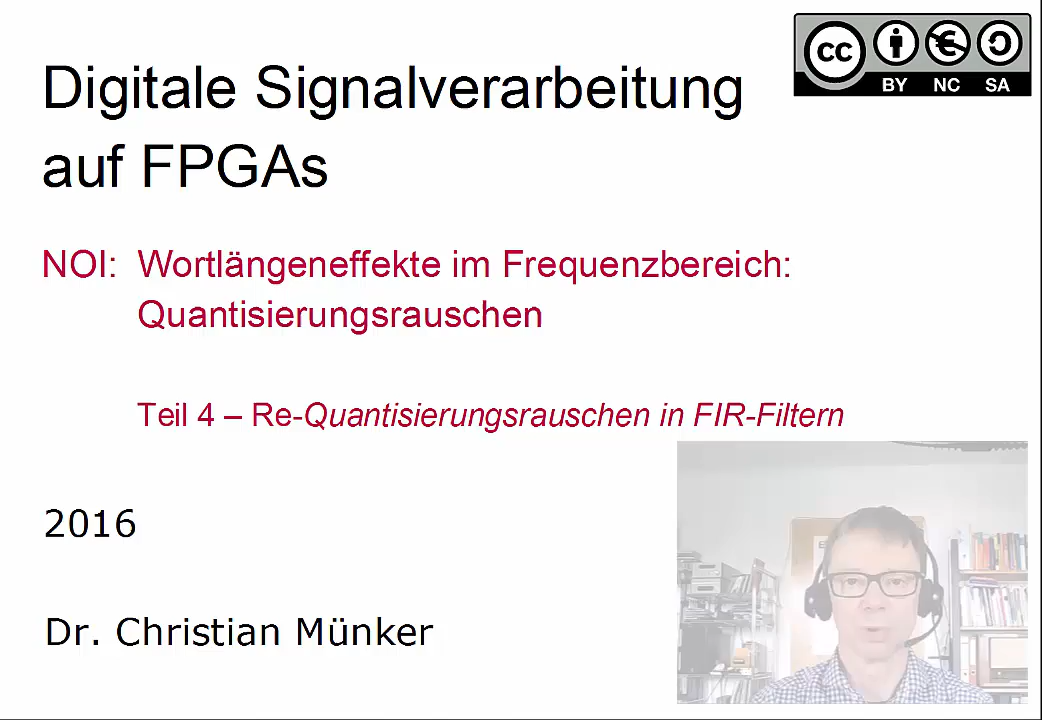 cc
BY NC SA
Digitale Signalverarbeitung
auf FPGAs
NOI: Wortlängeneffekte im Frequenzbereich:
Quantisierungsrauschen
Teil 4 – Re-Quantisierungsrauschen in FIR-Filtern
2016
Dr. Christian Münker